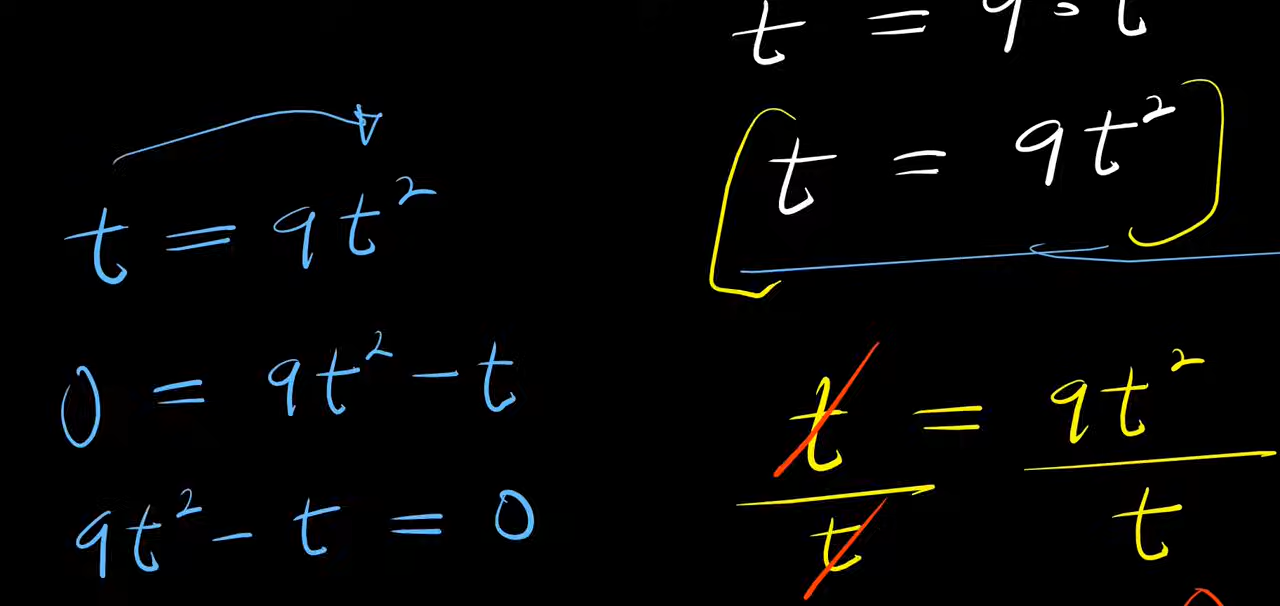 t = 9t²
0 = 9t² - t
9t² - t = 0
t = 9t²
t/t = 9t²/t